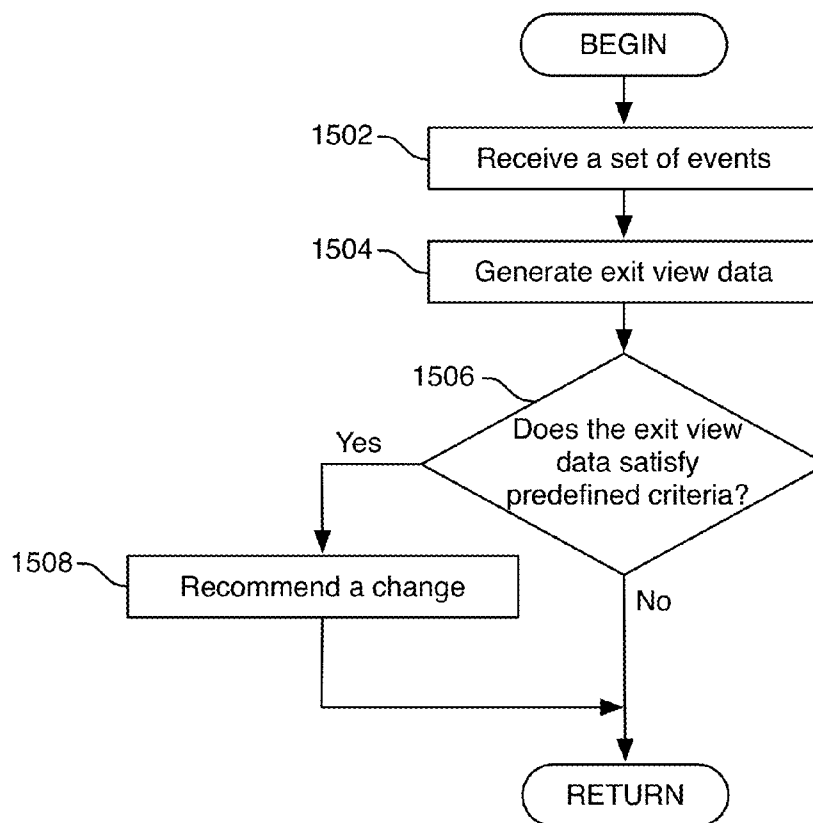 BEGIN
1502
Receive a set of events
1504
Generate exit view data
1506
Does the exit view
data satisfy
predefined criteria?
Yes
1508
Recommend a change
No
RETURN